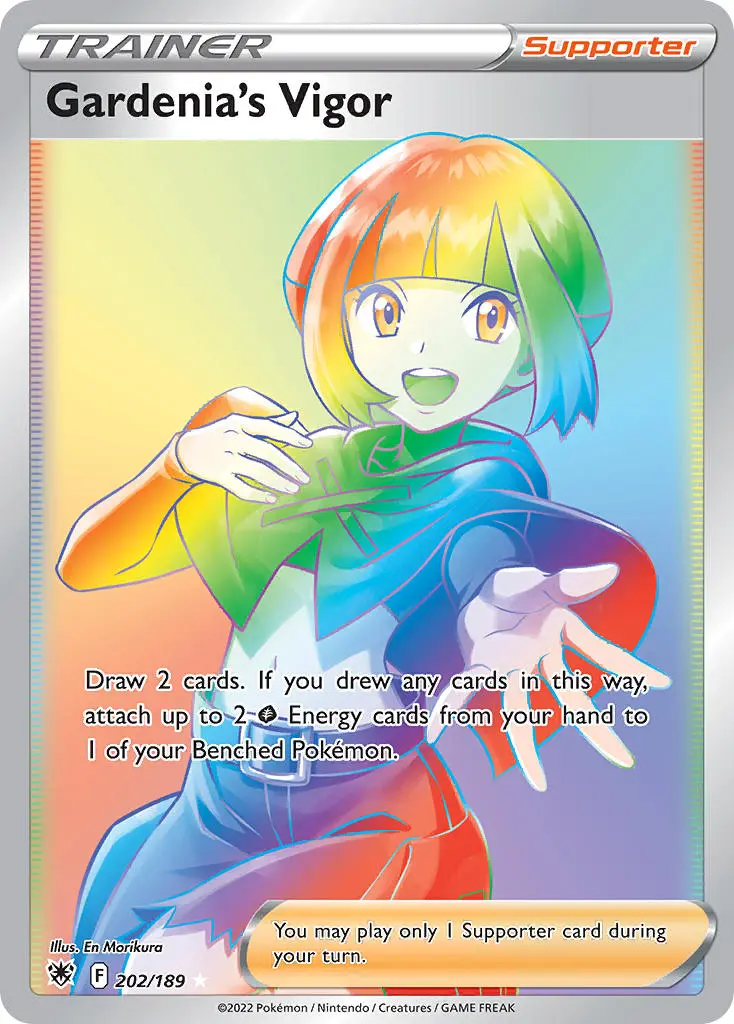 TRAINER
Supporter
Gardenia's Vigor
Draw 2 cards. If you drew any cards in this way,
attach up to 2 Energy cards from your hand to
1 of your Benched Pokémon.
You may play only 1 Supporter card during
your turn.
Illus. En Morikura
F 202/189
©2022 Pokémon / Nintendo / Creatures / GAME FREAK